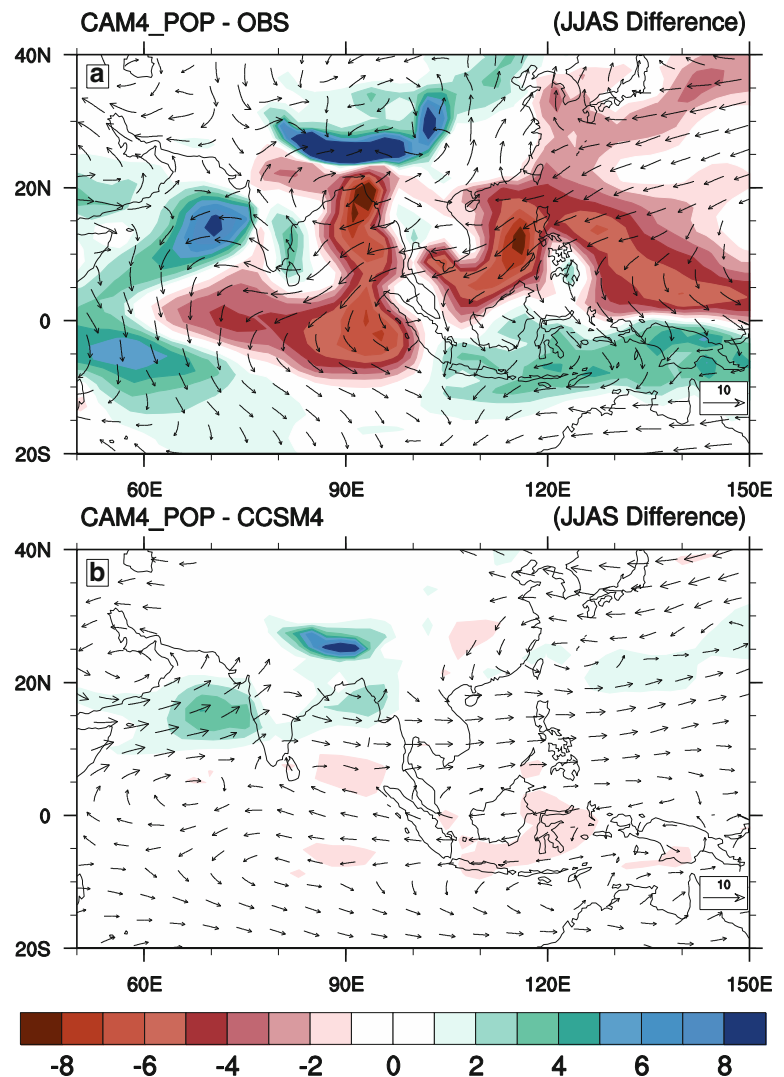 CAM4_POP - OBS (JJAS Difference)
a
40N
20N
0
20S
10
60E 90E 120E 150E
CAM4_POP - CCSM4 (JJAS Difference)
b
40N
20N
0
20S
10
60E 90E 120E 150E
-8 -6 -4 -2 0 2 4 6 8